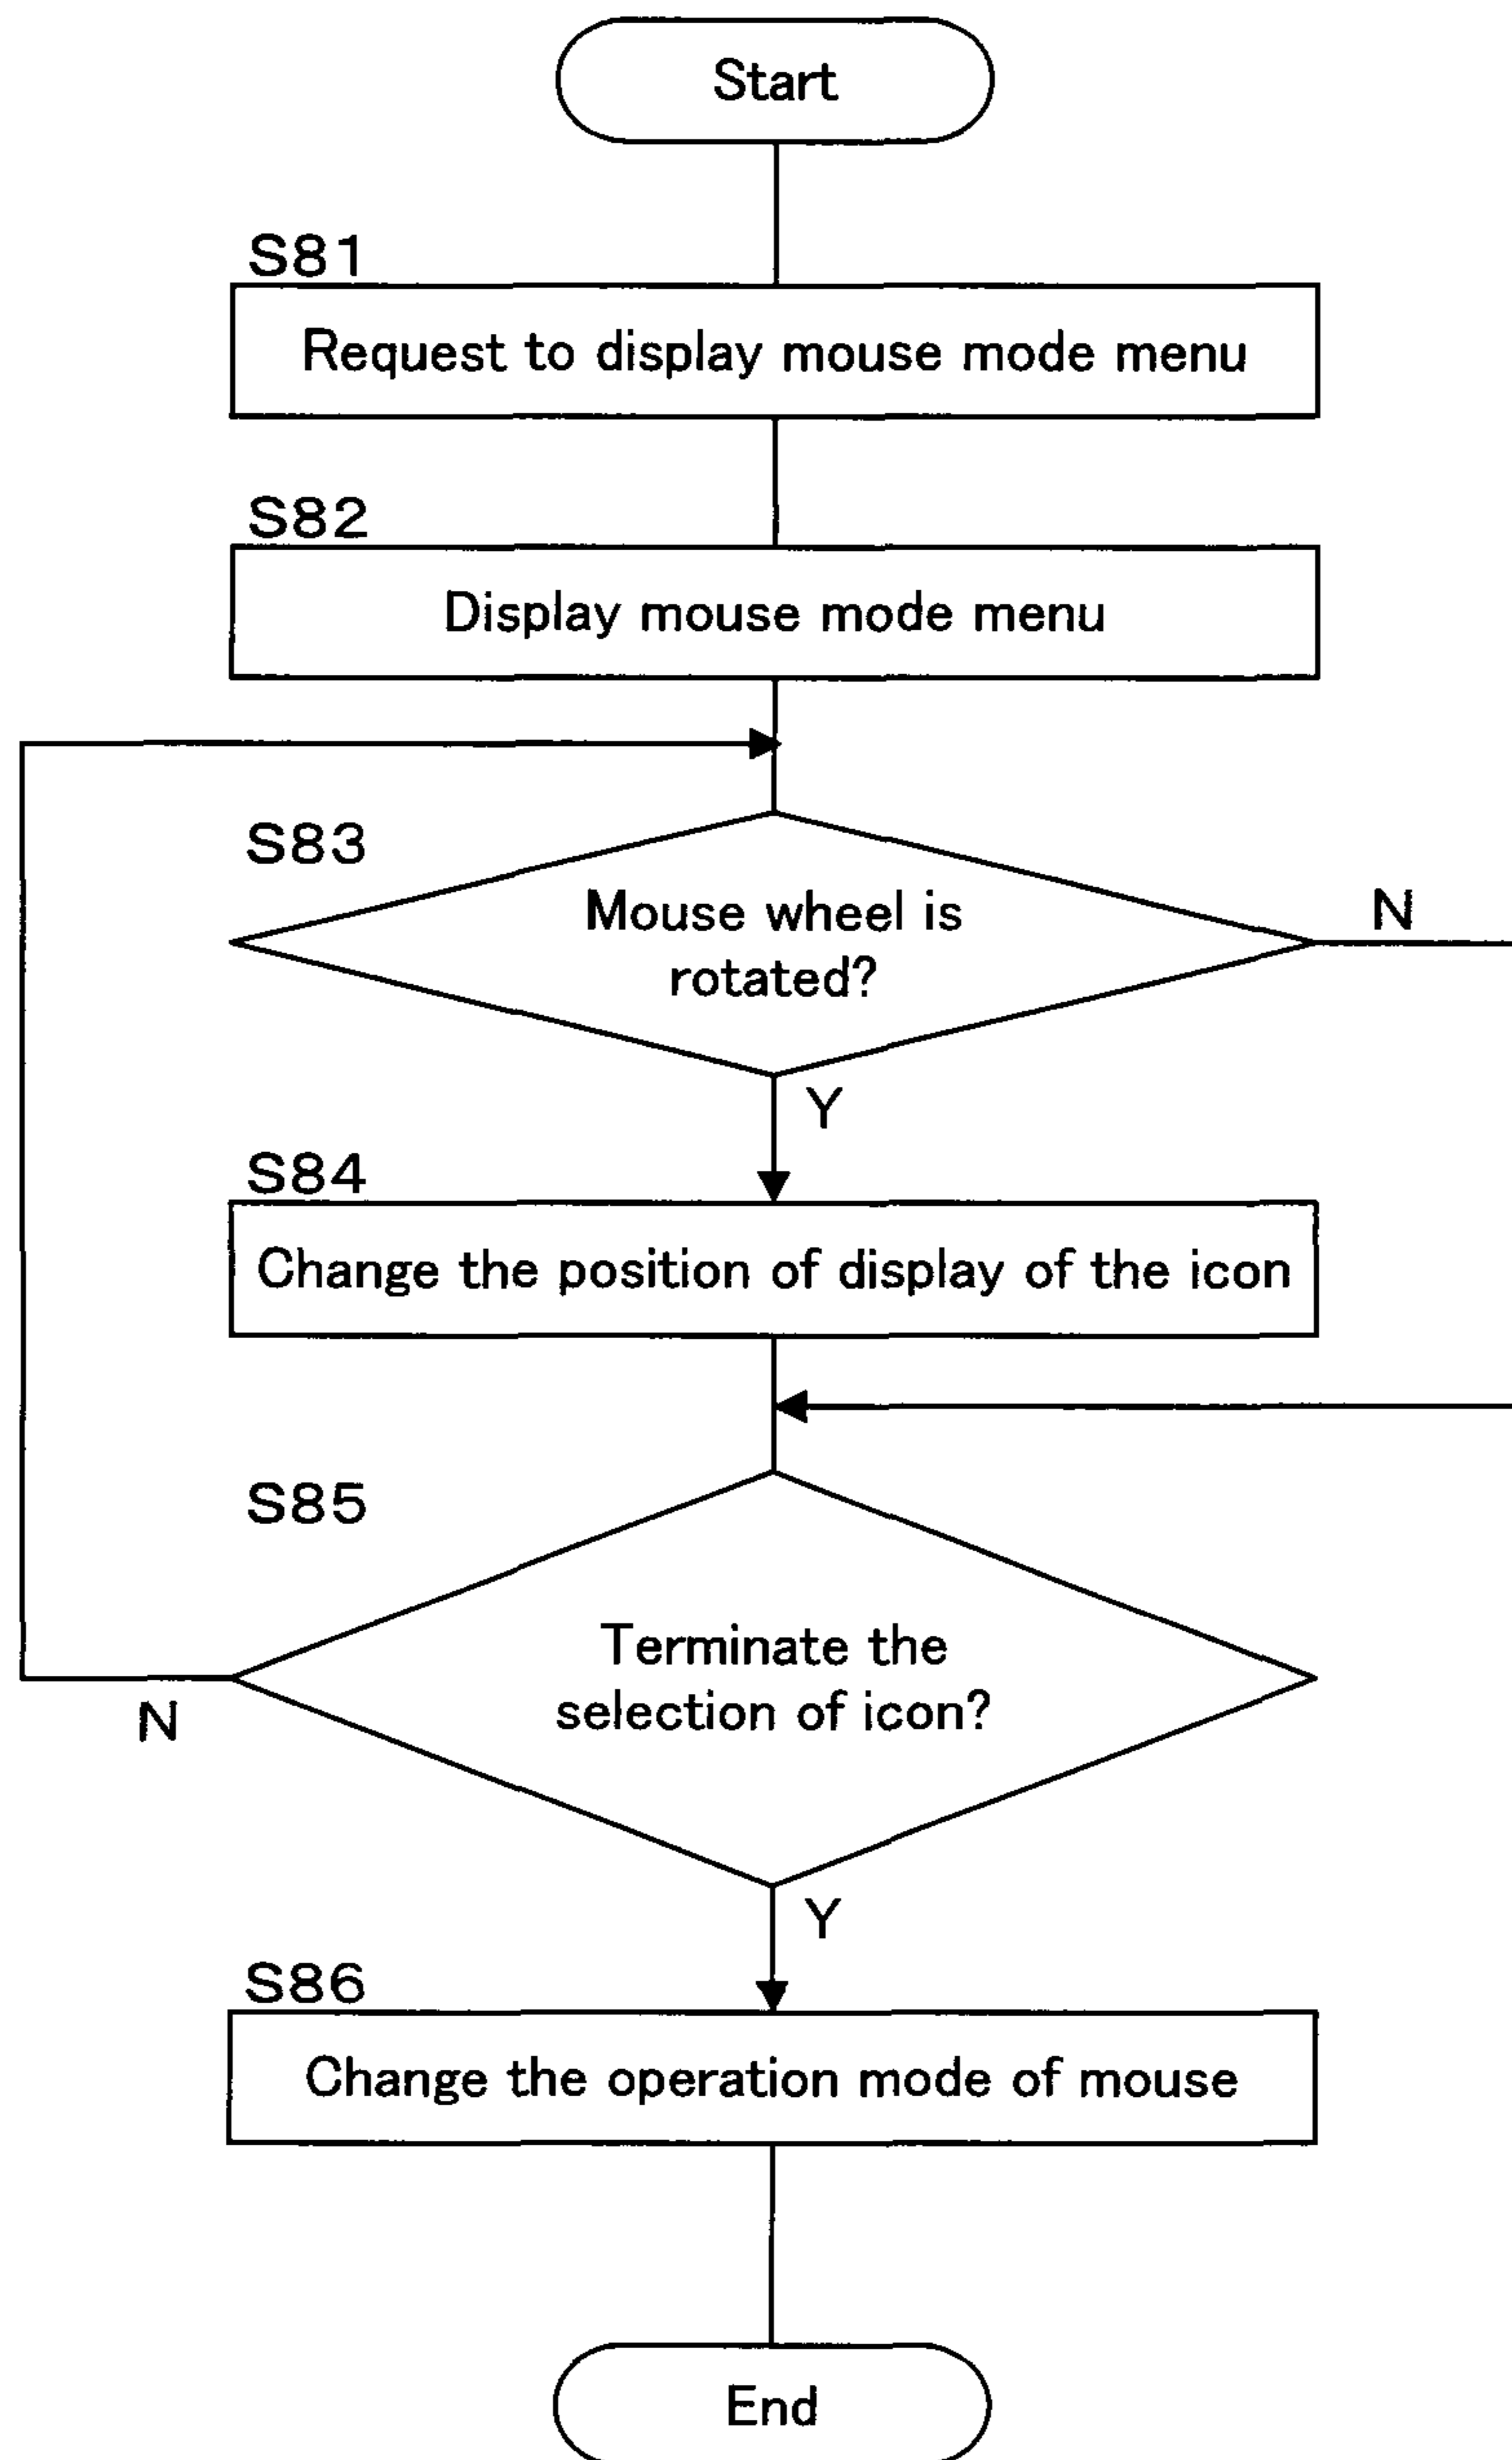 Start
S81
Request to display mouse mode menu
S82
Display mouse mode menu
S83
Mouse wheel is
rotated?
N
Y
S84
Change the position of display of the icon
S85
Terminate the
selection of icon?
N
Y
S86
Change the operation mode of mouse
End